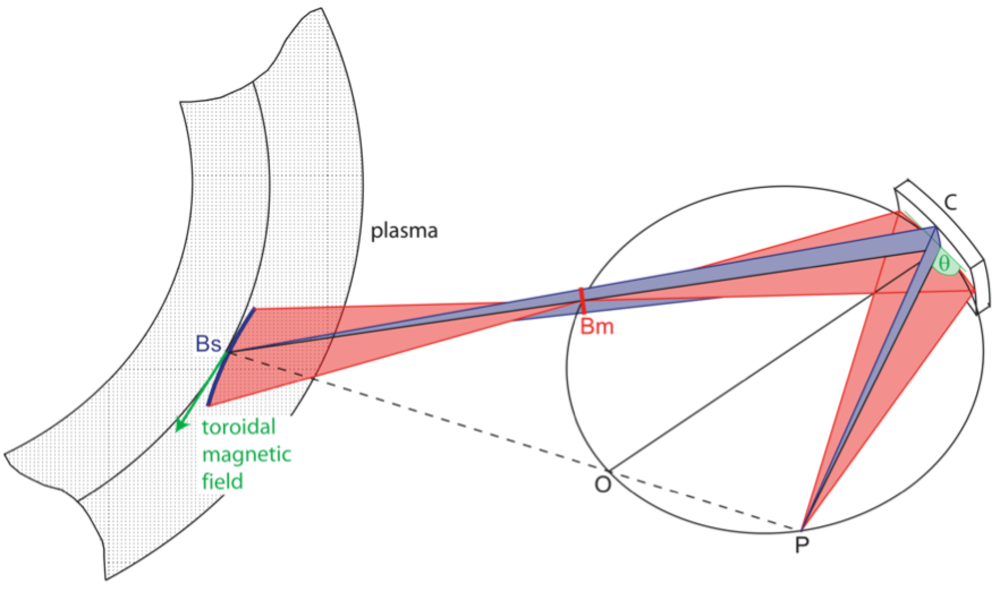 C
plasma
θ
Bm
Bs
toroidal
magnetic
field
O
P